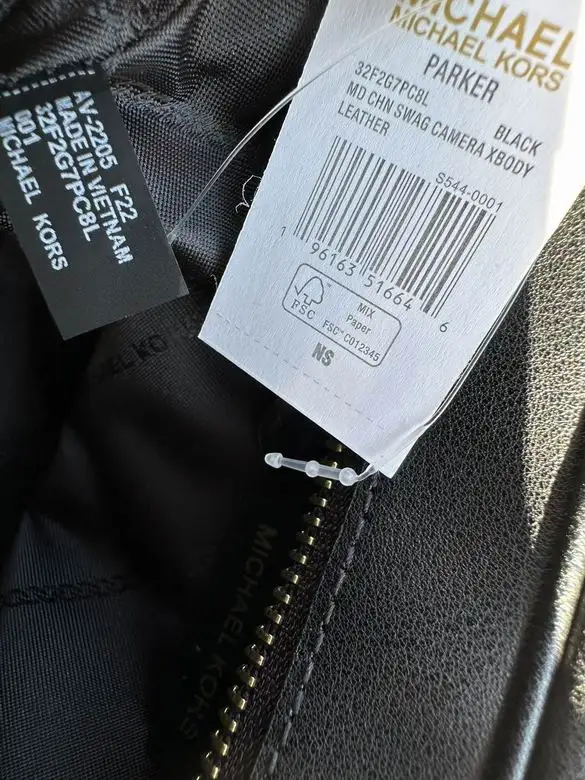 MICHAEL
MICHAEL KORS
PARKER
32F2G7PC8L BLACK
MD CHN SWAG CAMERA XBODY
LEATHER
S544-0001
1 96163 51664 6
FSC
MIX
Paper
FSC™ C012345
NS
AV-2205 F22
MADE IN VIETNAM
32F2G7PC8L
001
MICHAEL KORS
MICHAEL KORS